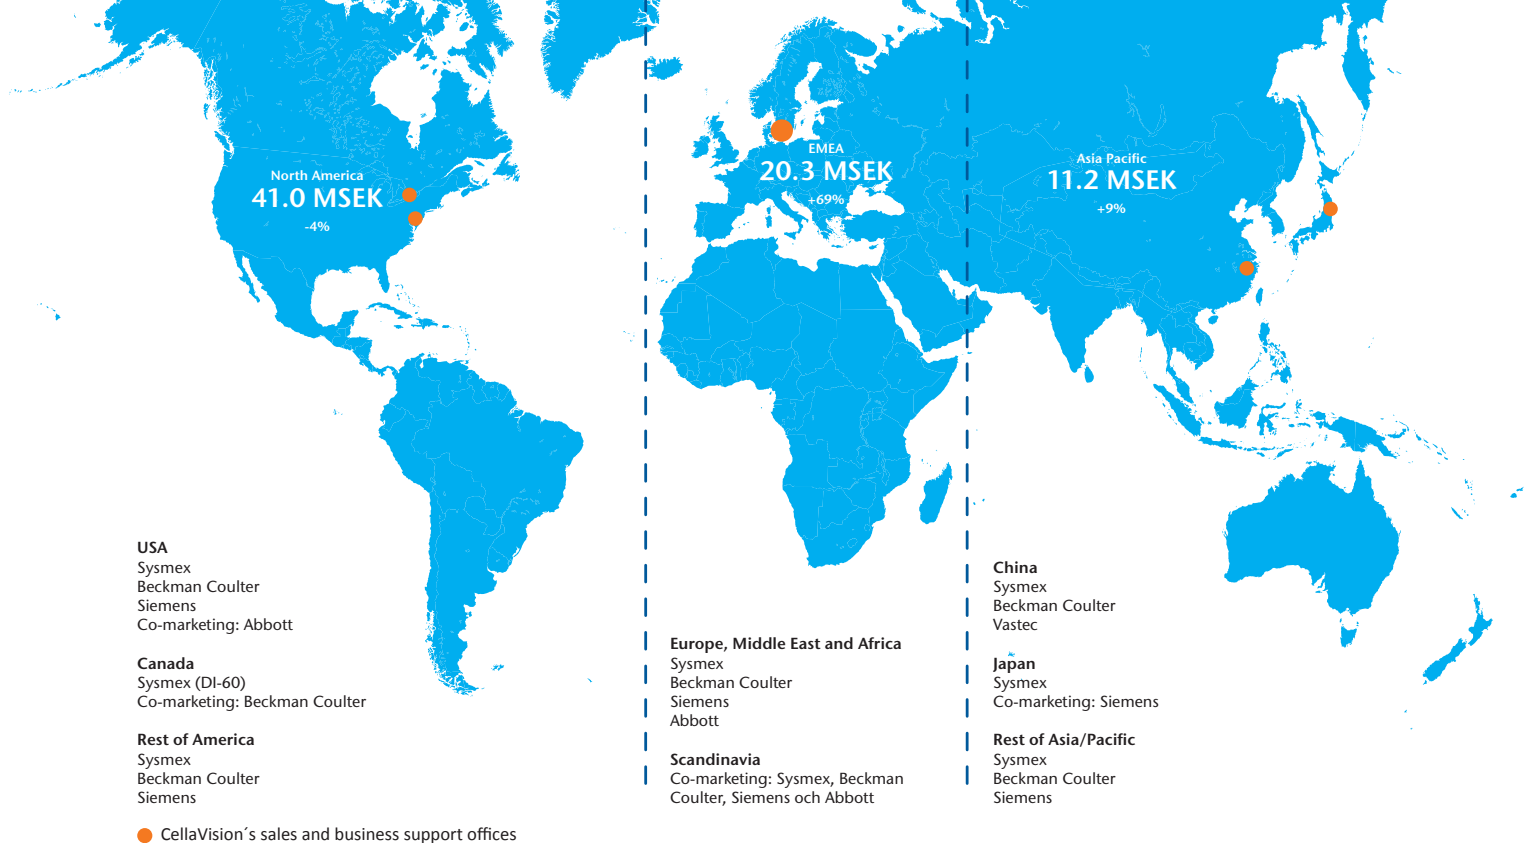 North America
41.0 MSEK
-4%
EMEA
20.3 MSEK
+69%
Asia Pacific
11.2 MSEK
+9%
USA
Sysmex
Beckman Coulter
Siemens
Co-marketing: Abbott
Canada
Sysmex (DI-60)
Co-marketing: Beckman Coulter
Rest of America
Sysmex
Beckman Coulter
Siemens
Europe, Middle East and Africa
Sysmex
Beckman Coulter
Siemens
Abbott
Scandinavia
Co-marketing: Sysmex, Beckman
Coulter, Siemens och Abbott
China
Sysmex
Beckman Coulter
Vastec
Japan
Sysmex
Co-marketing: Siemens
Rest of Asia/Pacific
Sysmex
Beckman Coulter
Siemens
CellaVision´s sales and business support offices